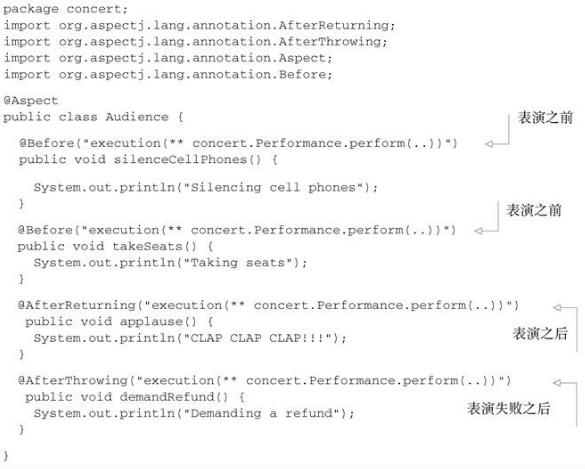 package concert;
import org.aspectj.lang.annotation.AfterReturning;
import org.aspectj.lang.annotation.AfterThrowing;
import org.aspectj.lang.annotation.Aspect;
import org.aspectj.lang.annotation.Before;
@Aspect
public class Audience {
表演之前
@Before("execution(** concert.Performance.perform(..))")
public void silenceCellPhones() {
System.out.println("Silencing cell phones");
}
表演之前
@Before("execution(** concert.Performance.perform(..))")
public void takeSeats() {
System.out.println("Taking seats");
}
@AfterReturning("execution(** concert.Performance.perform(..))")
public void applause() {
System.out.println("CLAP CLAP CLAP!!!");
表演之后
}
@AfterThrowing("execution(** concert.Performance.perform(..))")
public void demandRefund() {
System.out.println("Demanding a refund");
表演失败之后
}
}